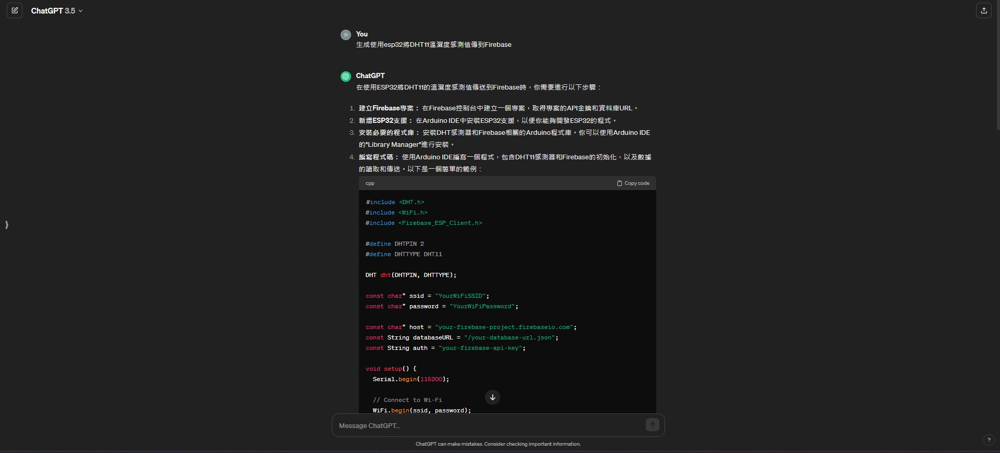 ChatGPT 3.5
SI
You
生成使用esp32將DHT11溫濕度感測值傳到Firebase
ChatGPT
在使用ESP32將DHT11的溫濕度感測值傳送到Firebase時，你需要進行以下步驟：
1. 建立Firebase專案： 在Firebase控制台中建立一個專案，取得專案的API金鑰和資料庫URL。
2. 新增ESP32支援： 在Arduino IDE中安裝ESP32支援，以便你能夠開發ESP32的程式。
3. 安裝必要的程式庫： 安裝DHT感測器和Firebase相關的Arduino程式庫。你可以使用Arduino IDE
的"Library Manager"進行安裝。
4. 編寫程式碼： 使用Arduino IDE編寫一個程式，包含DHT11感測器和Firebase的初始化，以及數據
的讀取和傳送。以下是一個簡單的範例：
cpp
Copy code
#include <DHT.h>
#include <WiFi.h>
#include <Firebase_ESP_Client.h>
#define DHTPIN 2
#define DHTTYPE DHT11
DHT dht(DHTPIN, DHTTYPE);
const char* ssid = "YourWiFiSSID";
const char* password = "YourWiFiPassword";
const char* host = "your-firebase-project.firebaseio.com";
const String databaseURL = "/your-database-url.json";
const String auth = "your-firebase-api-key";
void setup() {
Serial.begin(115200);
// Connect to Wi-Fi
WiFi.begin(ssid, password);
Message ChatGPT...
ChatGPT can make mistakes. Consider checking important information.
?